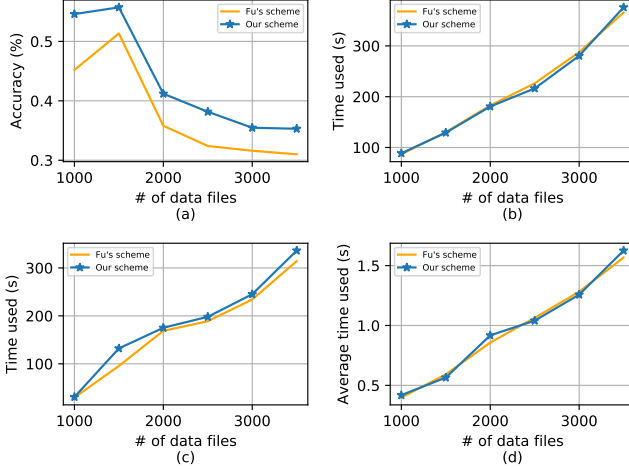 Accuracy (%)
0.5
0.4
0.3
Fu's scheme
Our scheme
1000
2000
3000
# of data files
(a)
Time used (s)
300
200
100
Fu's scheme
Our scheme
1000
2000
3000
# of data files
(b)
Time used (s)
300
200
100
Fu's scheme
Our scheme
1000
2000
3000
# of data files
(c)
Average time used (s)
1.5
1.0
0.5
Fu's scheme
Our scheme
1000
2000
3000
# of data files
(d)